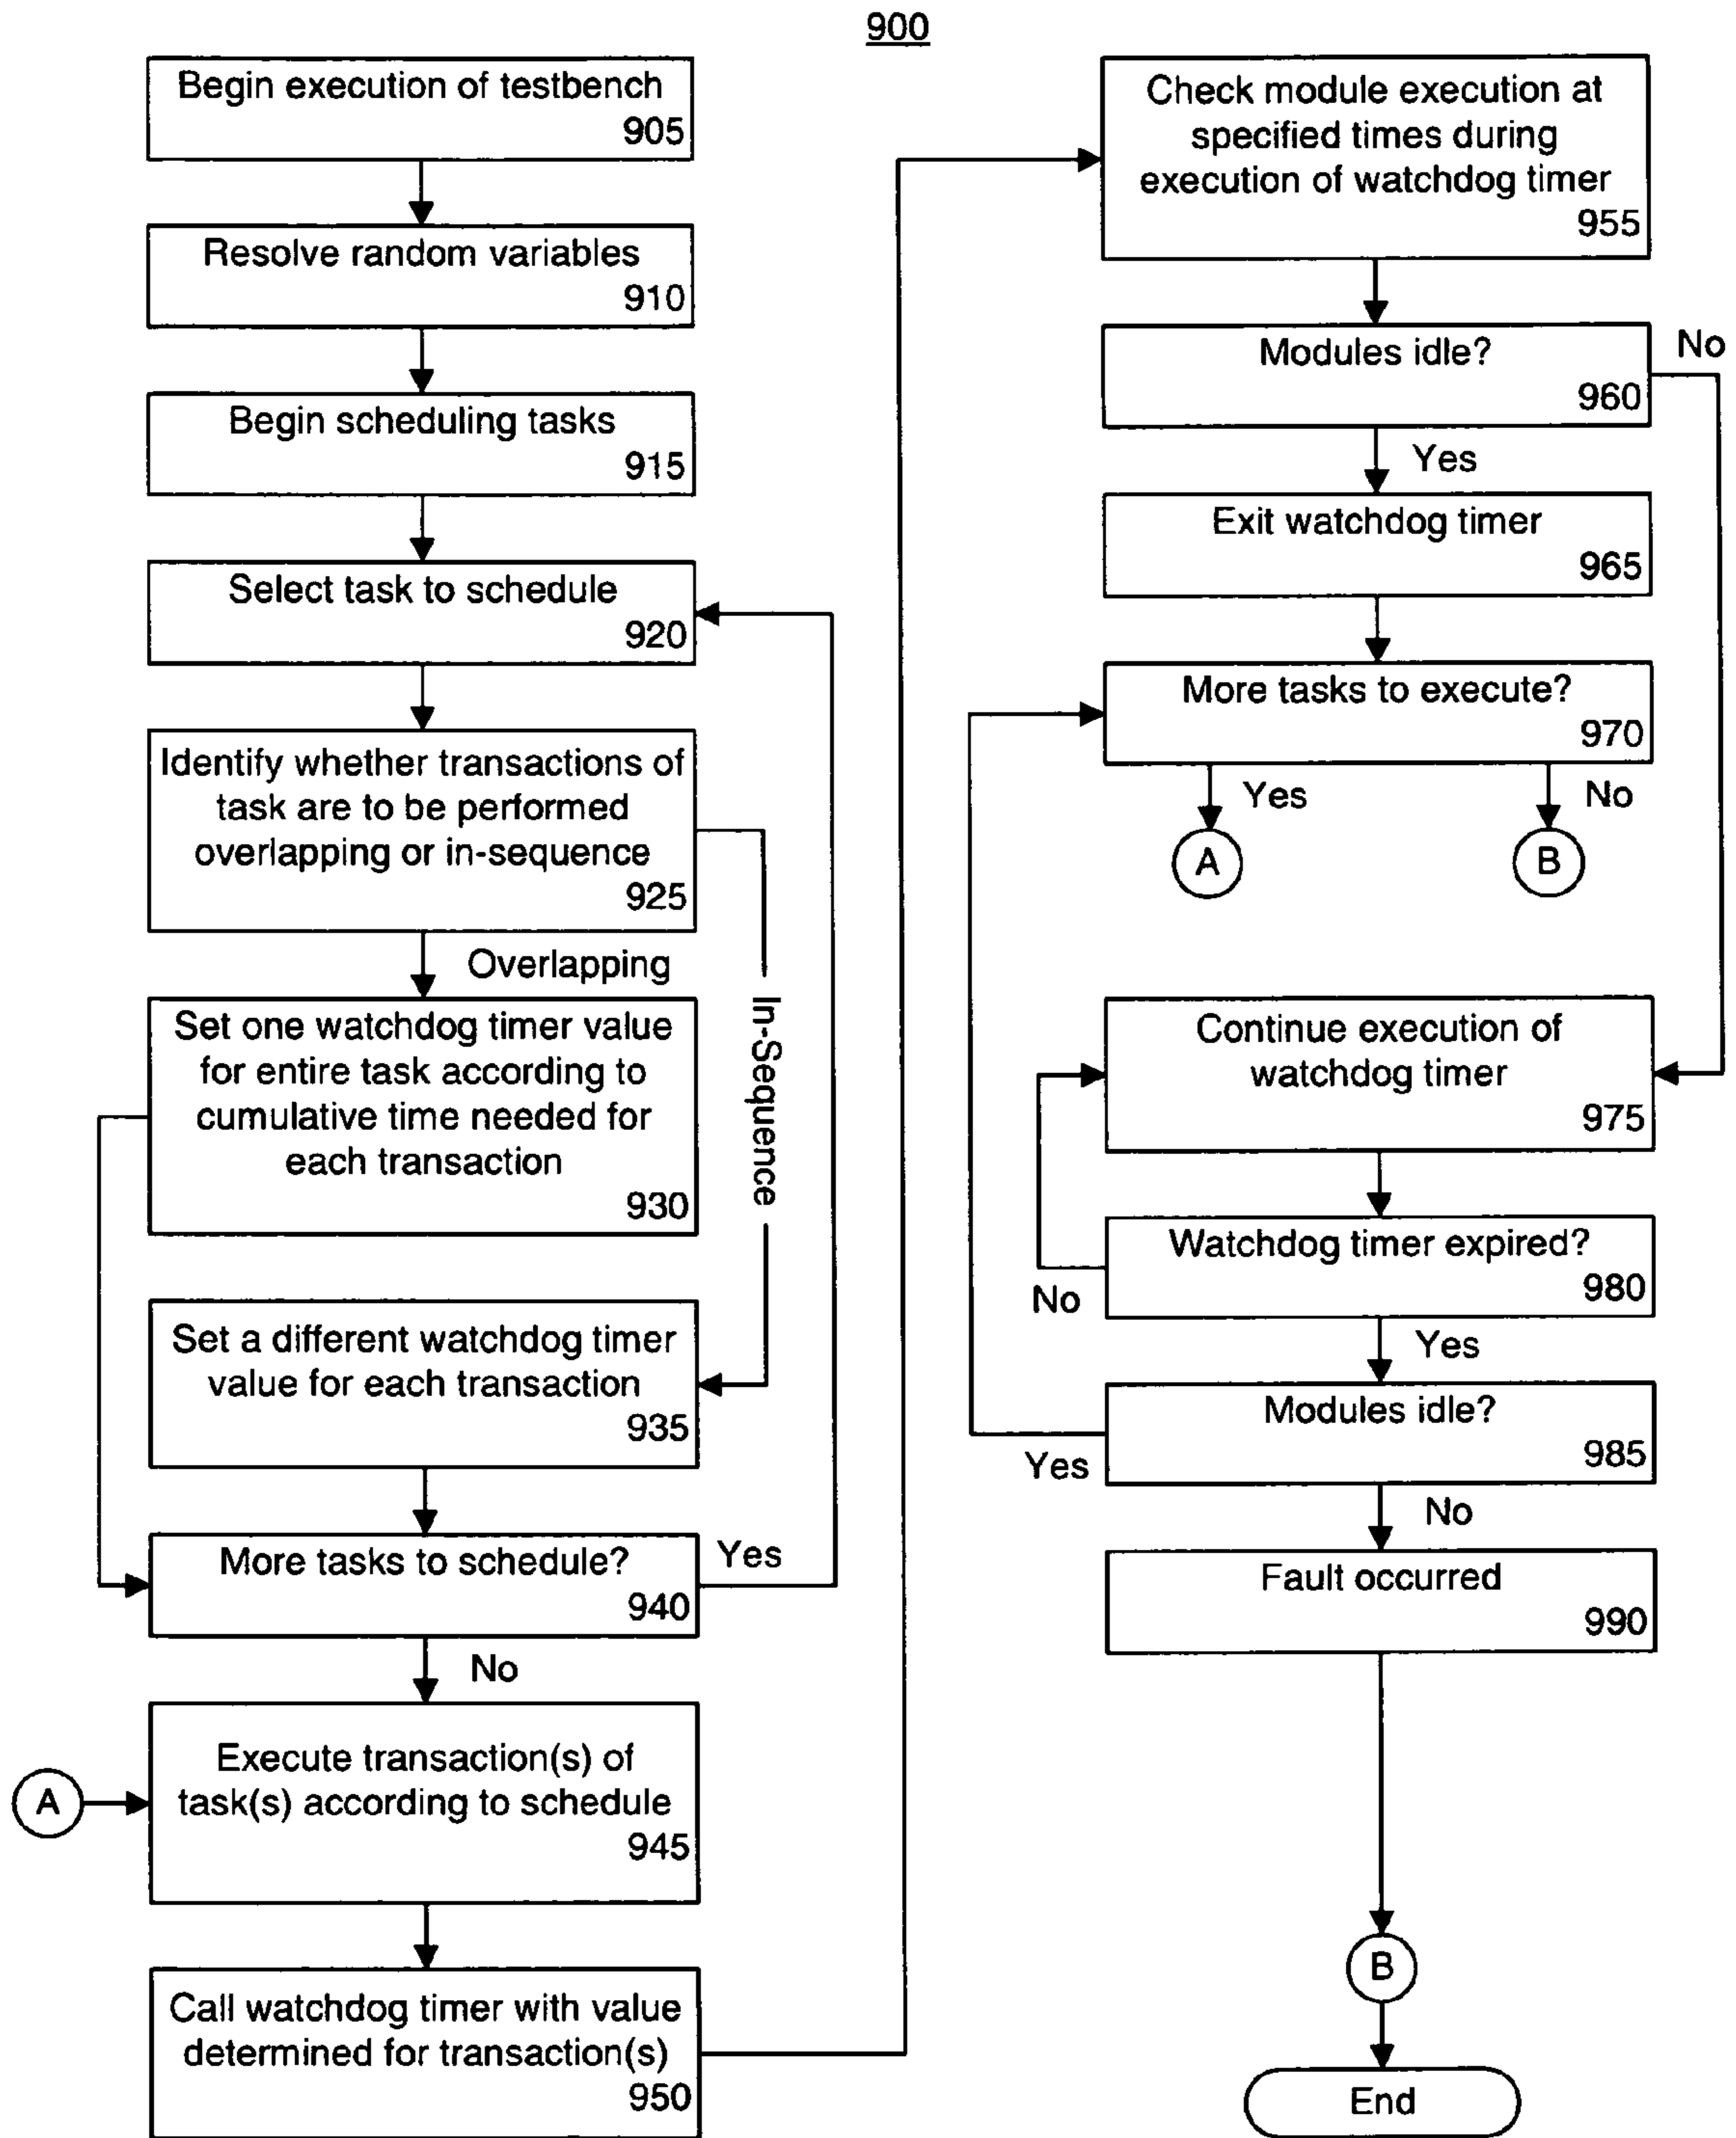 900
Begin execution of testbench
905
Resolve random variables
910
Begin scheduling tasks
915
Select task to schedule
920
Identify whether transactions of
task are to be performed
overlapping or in-sequence
925
Overlapping
In-Sequence
Set one watchdog timer value
for entire task according to
cumulative time needed for
each transaction
930
Set a different watchdog timer
value for each transaction
935
More tasks to schedule?
940
Yes
No
A
Execute transaction(s) of
task(s) according to schedule
945
Call watchdog timer with value
determined for transaction(s)
950
Check module execution at
specified times during
execution of watchdog timer
955
Modules idle?
960
No
Yes
Exit watchdog timer
965
More tasks to execute?
970
Yes
No
A
B
Continue execution of
watchdog timer
975
Watchdog timer expired?
980
No
Yes
Modules idle?
985
Yes
No
Fault occurred
990
B
End